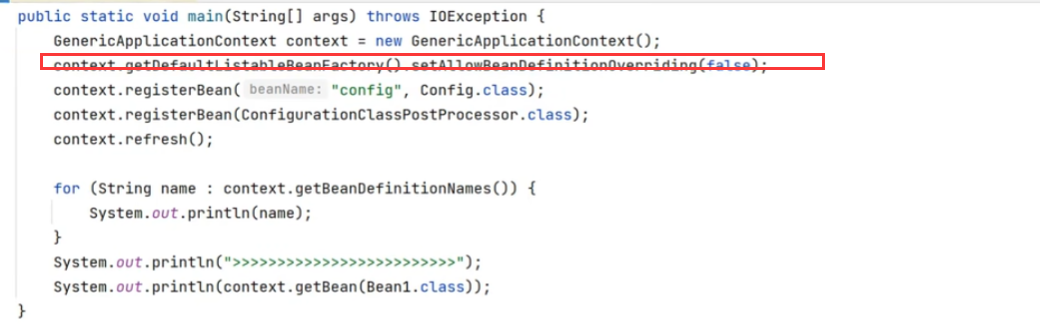 public static void main(String[] args) throws IOException {
GenericApplicationContext context = new GenericApplicationContext();
context.getDefaultListableBeanFactory().setAllowBeanDefinitionOverriding(false);
context.registerBean( beanName: "config", Config.class);
context.registerBean(ConfigurationClassPostProcessor.class);
context.refresh();
for (String name : context.getBeanDefinitionNames()) {
System.out.println(name);
}
System.out.println(">>>>>>>>>>>>>>>>>>>>>>>>>");
System.out.println(context.getBean(Bean1.class));
}